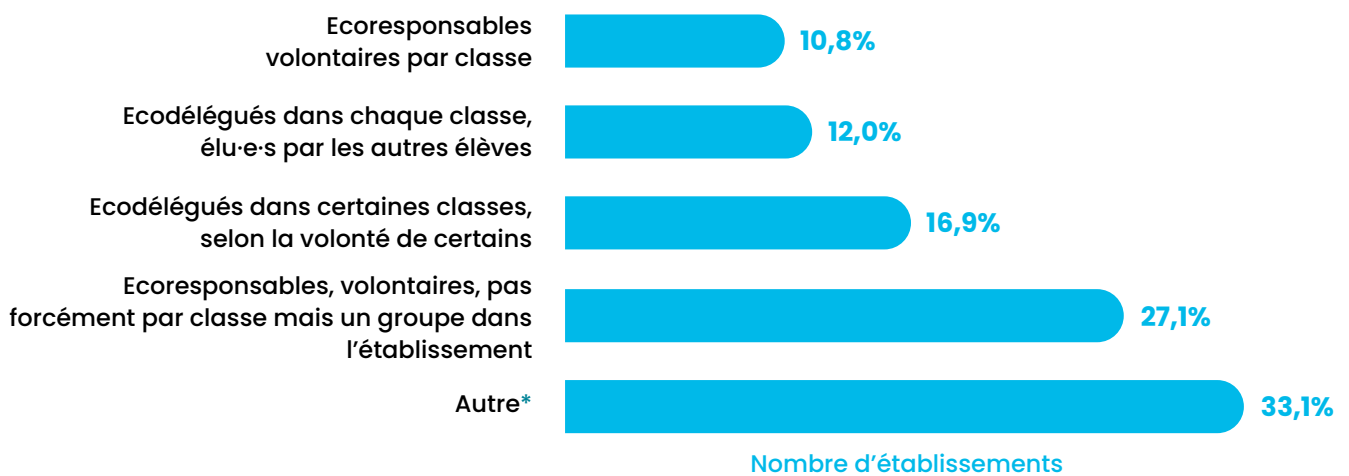 Ecoresponsables
volontaires par classe
10,8%
Ecodélégués dans chaque classe,
élu·e·s par les autres élèves
12,0%
Ecodélégués dans certaines classes,
selon la volonté de certains
16,9%
Ecoresponsables, volontaires, pas
forcément par classe mais un groupe dans
l'établissement
27,1%
Autre*
33,1%
Nombre d'établissements